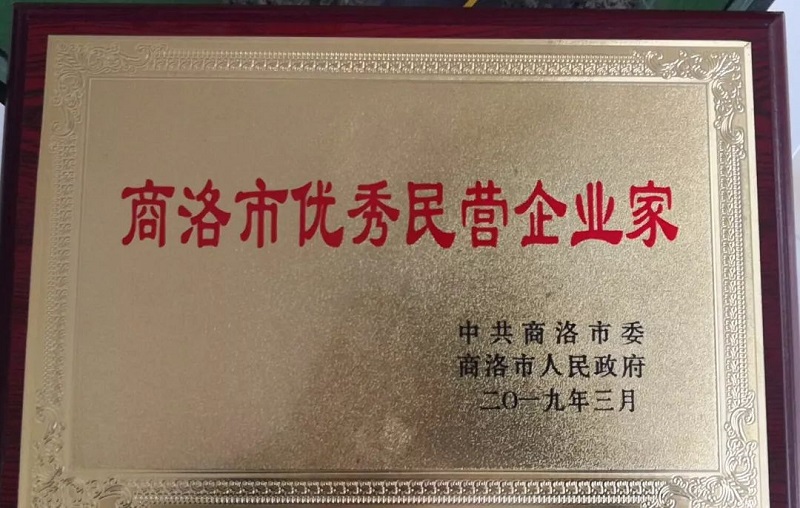 商洛市优秀民营企业家
中共商洛市委
商洛市人民政府
二〇一九年三月